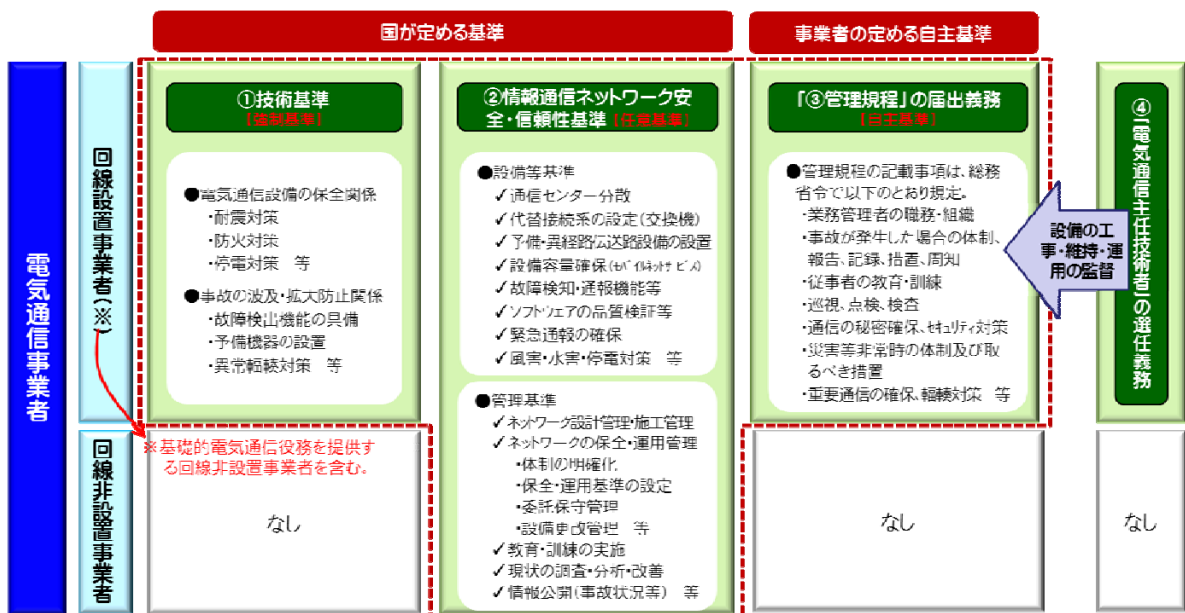 国が定める基準
事業者の定める自主基準
電気通信事業者
回線設置事業者(※)
①技術基準
【強制基準】
●電気通信設備の保全関係
・耐震対策
・防火対策
・停電対策 等
●事故の波及・拡大防止関係
・故障検出機能の具備
・予備機器の設置
・異常輻輳対策 等
②情報通信ネットワーク安
全・信頼性基準【任意基準】
●設備等基準
✓通信センター分散
✓代替接続系の設定(交換機)
✓予備・異経路伝送路設備の設置
✓設備容量確保(モバイルネットサービス)
✓故障検知・通報機能等
✓ソフトウェアの品質検証等
✓緊急通報の確保
✓風害・水害・停電対策 等
●管理基準
✓ネットワーク設計管理・施工管理
✓ネットワークの保全・運用管理
・体制の明確化
・保全・運用基準の設定
・委託保守管理
・設備更改管理 等
✓教育・訓練の実施
✓現状の調査・分析・改善
✓情報公開(事故状況等) 等
「③管理規程」の届出義務
【自主基準】
●管理規程の記載事項は、総務
省令で以下のとおり規定。
・業務管理者の職務・組織
・事故が発生した場合の体制、
報告、記録、措置、周知
・従事者の教育・訓練
・巡視、点検、検査
・通信の秘密確保、セキュリティ対策
・災害等非常時の体制及び取
るべき措置
・重要通信の確保、輻輳対策 等
設備の工
事・維持・運
用の監督
④「電気通信主任技術者」の選任義務
回線非設置事業者
※基礎的電気通信役務を提供す
る回線非設置事業者を含む。
なし
なし
なし